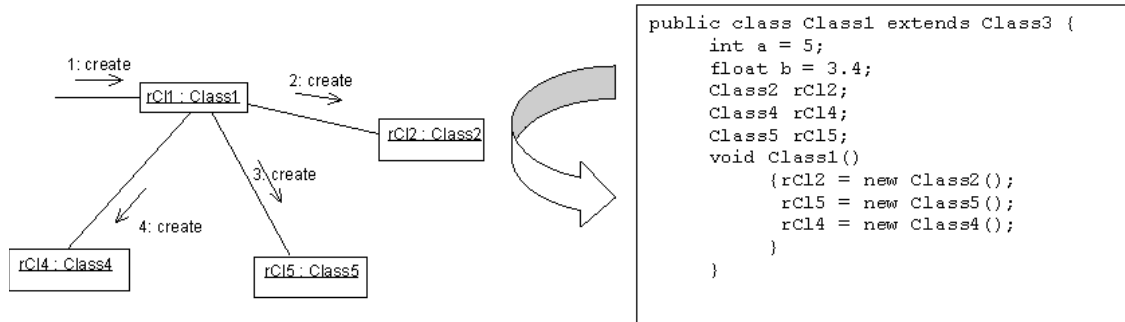 1: create
rCl1 : Class1
2: create
rCl2 : Class2
3: create
4: create
rCl4 : Class4
rCl5 : Class5
public class Class1 extends Class3 {
int a = 5;
float b = 3.4;
Class2 rCl2;
Class4 rCl4;
Class5 rCl5;
void Class1()
{rCl2 = new Class2();
rCl5 = new Class5();
rCl4 = new Class4();
}
}